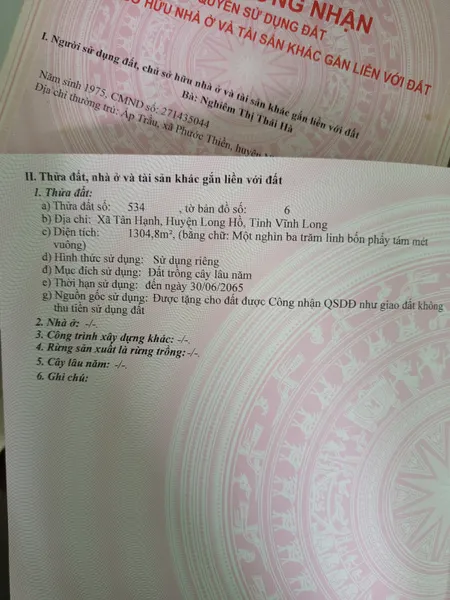 NG NHẬN
QUYỀN SỬ DỤNG ĐẤT
HỮU NHÀ Ở VÀ TÀI SẢN KHÁC GẮN LIỀN VỚI ĐẤT
I. Người sử dụng đất, chủ sở hữu nhà ở và tài sản khác gắn liền với đất
Bà: Nghiêm Thị Thái Hà
Năm sinh 1975, CMND số: 271435044
Địa chỉ thường trú: Ấp Trầu, xã Phước Thiền, huyện
II. Thửa đất, nhà ở và tài sản khác gắn liền với đất
1. Thửa đất:
a) Thửa đất số: 534 , tờ bản đồ số: 6
b) Địa chỉ: Xã Tân Hạnh, Huyện Long Hồ, Tỉnh Vĩnh Long
c) Diện tích: 1304,8m², (bằng chữ: Một nghìn ba trăm linh bốn phẩy tám mét
vuông)
d) Hình thức sử dụng: Sử dụng riêng
đ) Mục đích sử dụng: Đất trồng cây lâu năm
e) Thời hạn sử dụng: đến ngày 30/06/2065
g) Nguồn gốc sử dụng: Được tặng cho đất được Công nhận QSDĐ như giao đất không
thu tiền sử dụng đất
2. Nhà ở: -/-.
3. Công trình xây dựng khác: -/-.
4. Rừng sản xuất là rừng trồng: -/-.
5. Cây lâu năm: -/-.
6. Ghi chú: